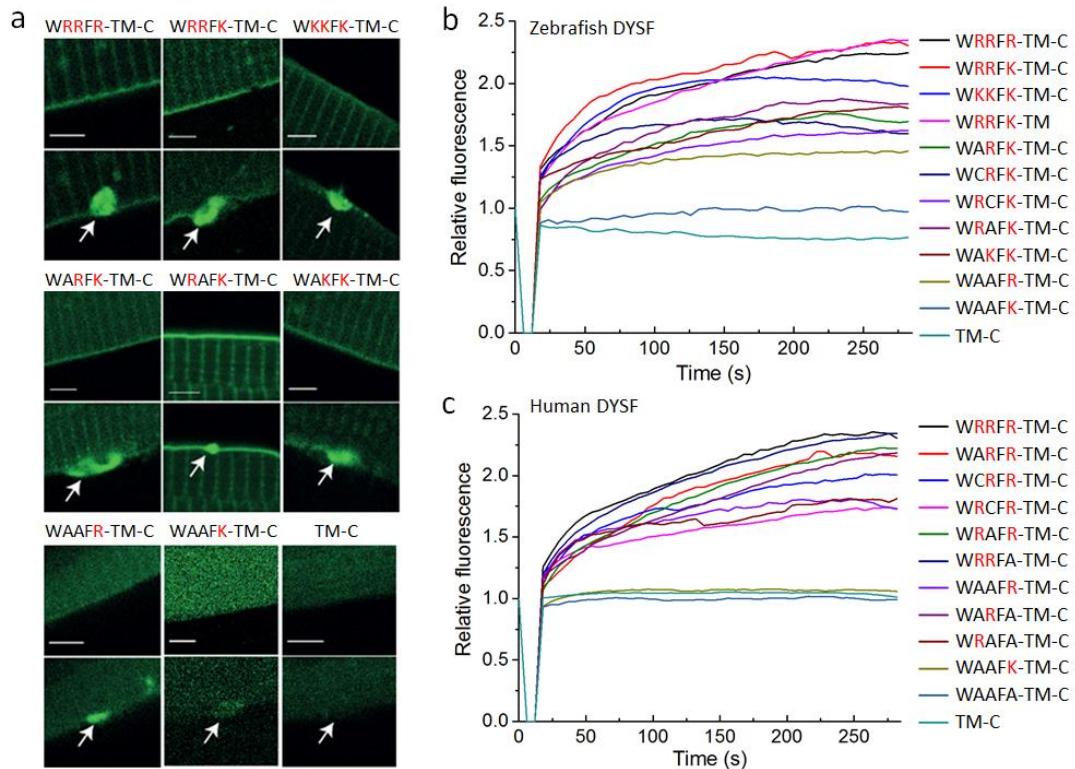 a
WRRFR-TM-C WRRFK-TM-C WKKFK-TM-C
WARFK-TM-C WRAFK-TM-C WAKFK-TM-C
WAAFR-TM-C WAAFK-TM-C TM-C
b
Zebrafish DYSF
Relative fluorescence
2.5
2.0
1.5
1.0
0.5
0.0
0 50 100 150 200 250
Time (s)
WRRFR-TM-C
WRRFK-TM-C
WKKFK-TM-C
WRRFK-TM
WARFK-TM-C
WCRFK-TM-C
WRCFK-TM-C
WRAFK-TM-C
WAKFK-TM-C
WAAFR-TM-C
WAAFK-TM-C
TM-C
c
Human DYSF
Relative fluorescence
2.5
2.0
1.5
1.0
0.5
0.0
0 50 100 150 200 250
Time (s)
WRRFR-TM-C
WARFR-TM-C
WCRFR-TM-C
WRCFR-TM-C
WRAFR-TM-C
WRRFA-TM-C
WAAFR-TM-C
WARFA-TM-C
WRAFA-TM-C
WAAFK-TM-C
WAAFA-TM-C
TM-C